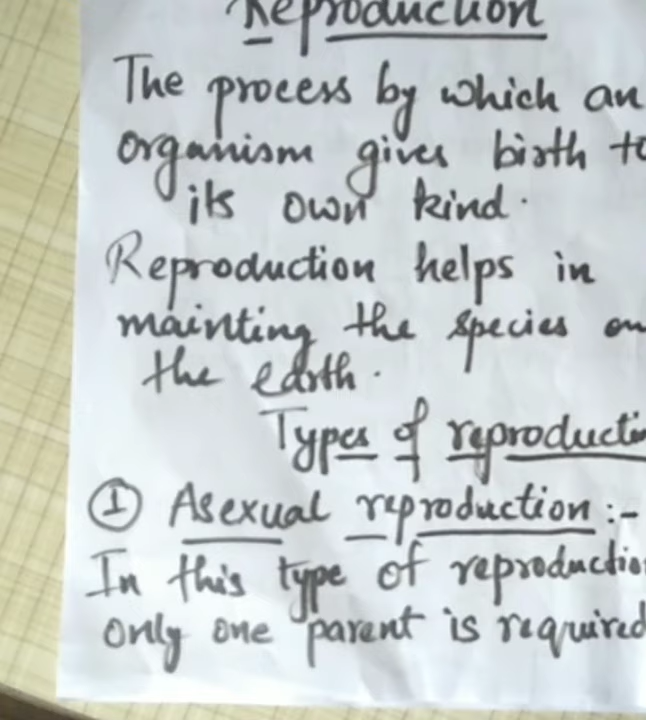 Reproduction
The process by which an
organism gives birth to
its own kind.
Reproduction helps in
mainting the species on
the earth.
Types of reproducti
① Asexual reproduction :-
In this type of reproductio
only one parent is required